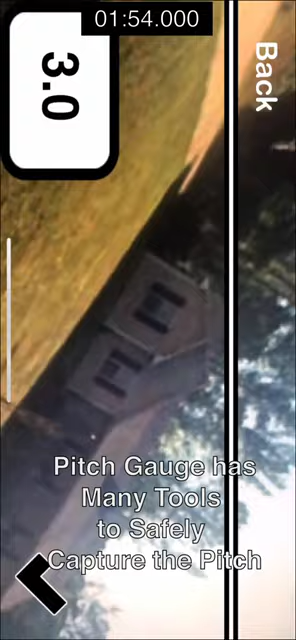 01:54.000
3.0
Back
Pitch Gauge has
Many Tools
to Safely
Capture the Pitch